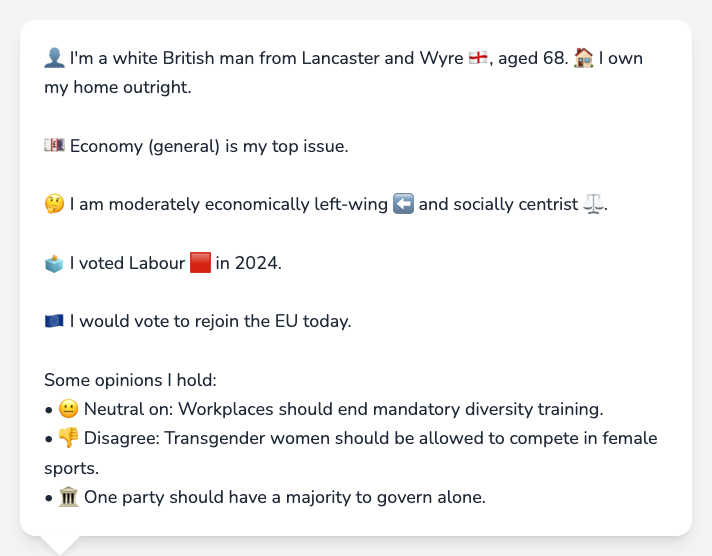 👤 I'm a white British man from Lancaster and Wyre 🏴󠁧󠁢󠁥󠁮󠁧󠁿, aged 68. 🏠 I own
my home outright.
💷 Economy (general) is my top issue.
🤔 I am moderately economically left-wing ⬅️ and socially centrist ⚖️.
🗳️ I voted Labour 🟥 in 2024.
🇪🇺 I would vote to rejoin the EU today.
Some opinions I hold:
• 😐 Neutral on: Workplaces should end mandatory diversity training.
• 👎 Disagree: Transgender women should be allowed to compete in female
sports.
• 🏛️ One party should have a majority to govern alone.